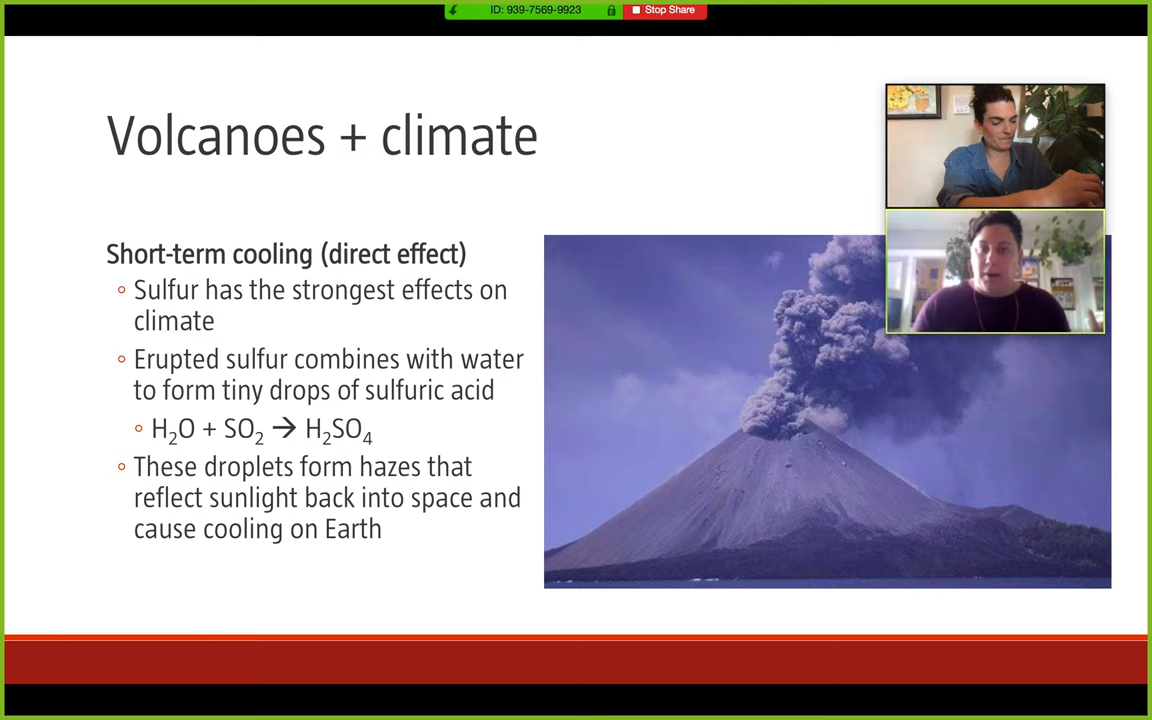 ID: 939-7569-9923
Stop Share
Volcanoes + climate
Short-term cooling (direct effect)
◦ Sulfur has the strongest effects on
climate
◦ Erupted sulfur combines with water
to form tiny drops of sulfuric acid
◦ H₂O + SO₂ → H₂SO₄
◦ These droplets form hazes that
reflect sunlight back into space and
cause cooling on Earth